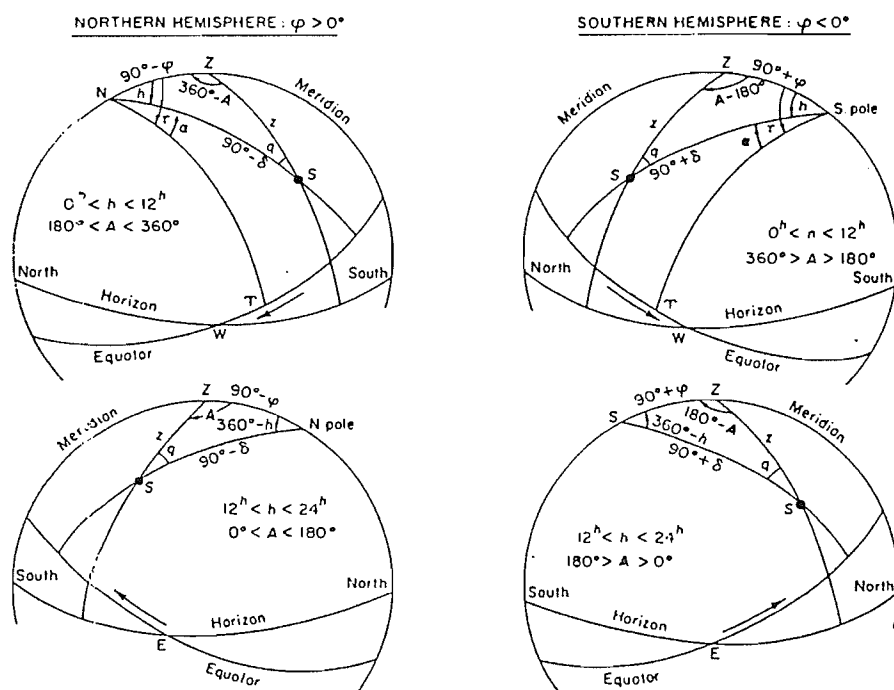 NORTHERN HEMISPHERE: φ > 0°
90°-φ
Z
N
h
360°-A
Meridian
τ
α
z
q
90°-δ
S
0ʰ < h < 12ʰ
180° < A < 360°
North
South
♈
Horizon
W
Equotor
SOUTHERN HEMISPHERE: φ < 0°
Z
90°+φ
Meridian
A-180°
h
S. pole
z
τ
α
q
S
90°+δ
0ʰ < n < 12ʰ
360° > A > 180°
North
South
♈
Horizon
W
Equator
Z
90°-φ
Meridian
A
360°-h
N pole
z
q
90°-δ
S
12ʰ < h < 24ʰ
0° < A < 180°
South
North
Horizon
E
Equotor
90°+φ
Z
S
180°-A
Meridian
360°-h
z
90°+δ
q
S
12ʰ < h < 24ʰ
180° > A > 0°
South
North
Horizon
E
Equator